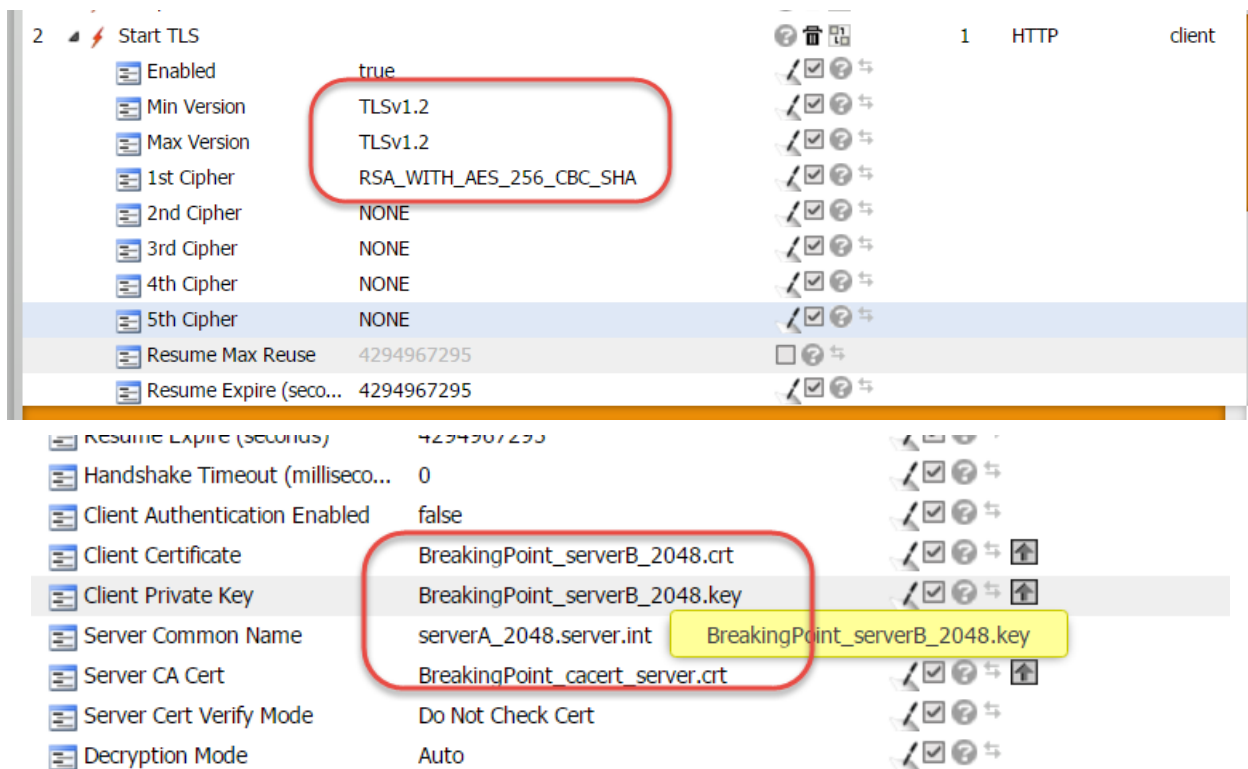 2 Start TLS 1 HTTP client
Enabled true
Min Version TLSv1.2
Max Version TLSv1.2
1st Cipher RSA_WITH_AES_256_CBC_SHA
2nd Cipher NONE
3rd Cipher NONE
4th Cipher NONE
5th Cipher NONE
Resume Max Reuse 4294967295
Resume Expire (seco... 4294967295
Resume Expire (seconds) 4294967295
Handshake Timeout (milliseco... 0
Client Authentication Enabled false
Client Certificate BreakingPoint_serverB_2048.crt
Client Private Key BreakingPoint_serverB_2048.key
Server Common Name serverA_2048.server.int BreakingPoint_serverB_2048.key
Server CA Cert BreakingPoint_cacert_server.crt
Server Cert Verify Mode Do Not Check Cert
Decryption Mode Auto